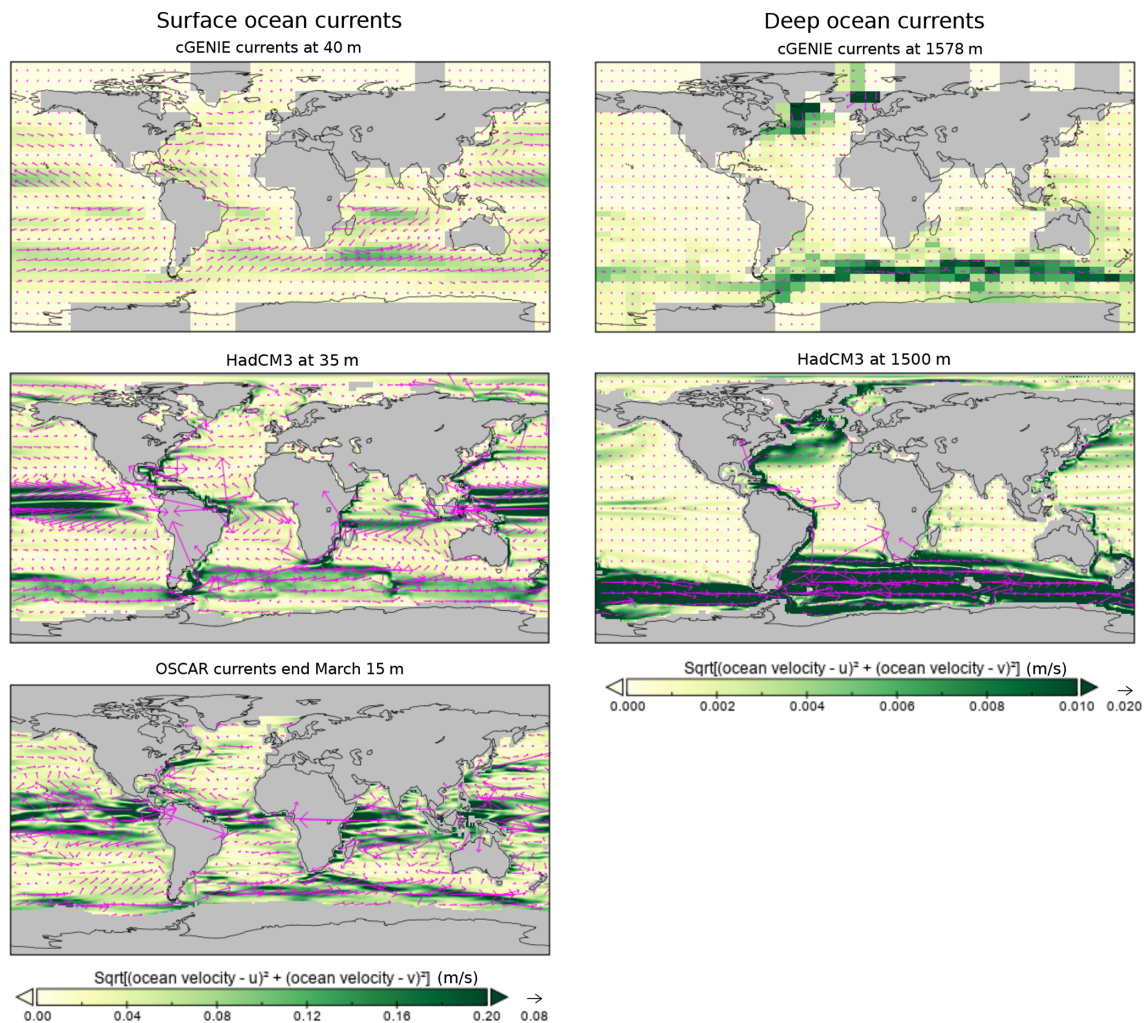 Surface ocean currents
Deep ocean currents
cGENIE currents at 40 m
cGENIE currents at 1578 m
HadCM3 at 35 m
HadCM3 at 1500 m
OSCAR currents end March 15 m
Sqrt[(ocean velocity - u)² + (ocean velocity - v)²] (m/s)
0.000 0.002 0.004 0.006 0.008 0.010 0.020
Sqrt[(ocean velocity - u)² + (ocean velocity - v)²] (m/s)
0.00 0.04 0.08 0.12 0.16 0.20 0.08